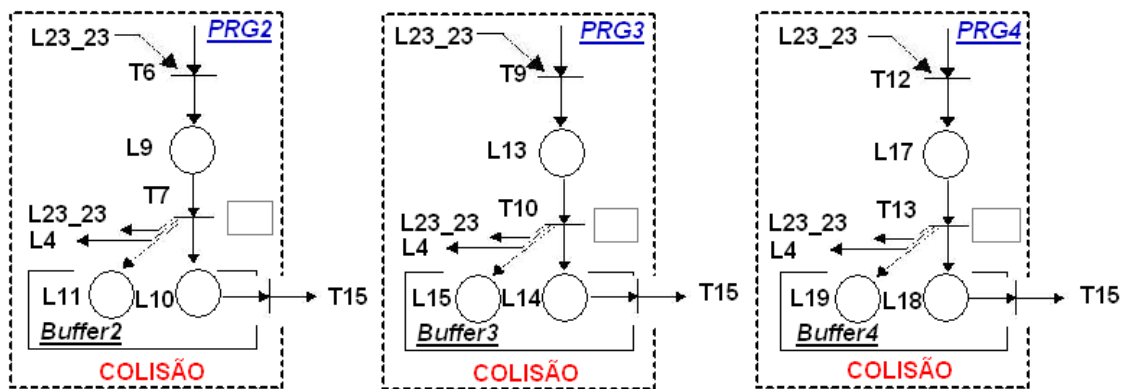 PRG2
L23_23
T6
L9
T7
L23_23
L4
L11
L10
T15
Buffer2
COLISÃO
PRG3
L23_23
T9
L13
T10
L23_23
L4
L15
L14
T15
Buffer3
COLISÃO
PRG4
L23_23
T12
L17
T13
L23_23
L4
L19
L18
T15
Buffer4
COLISÃO